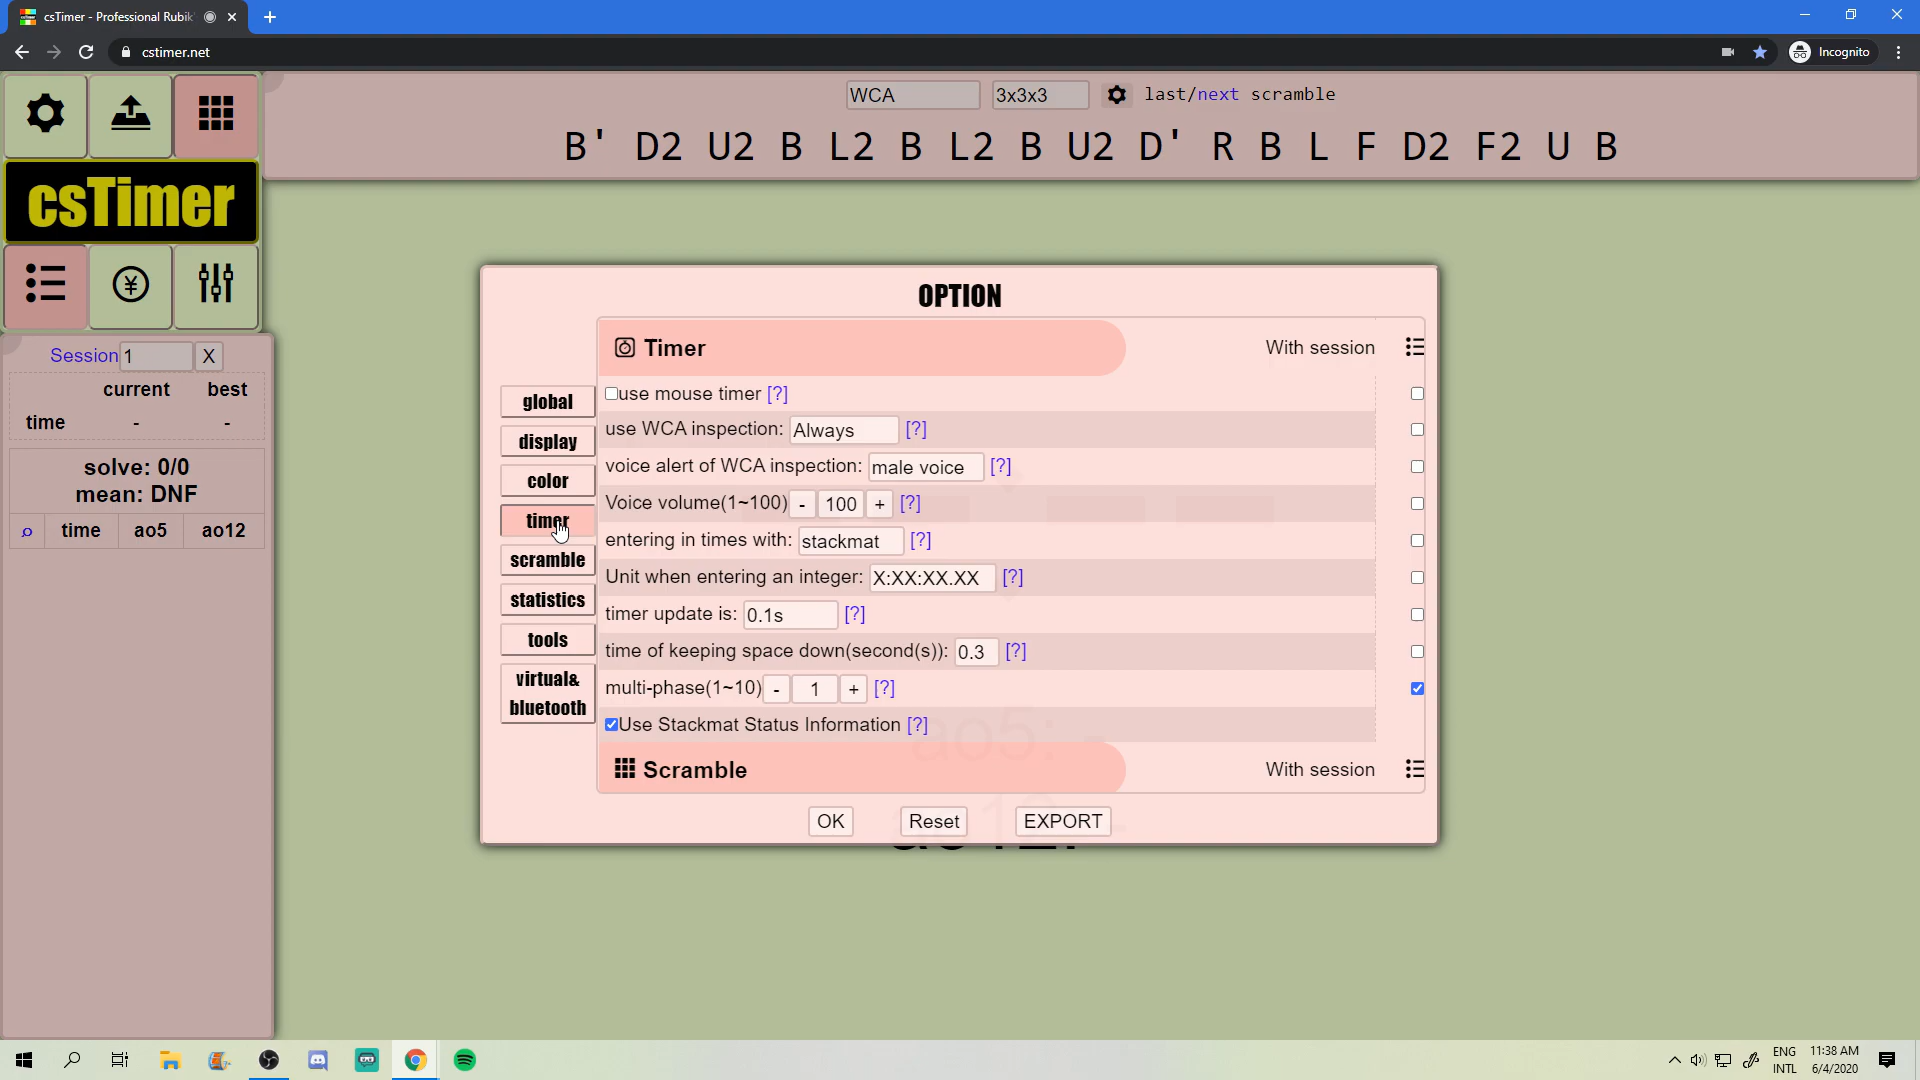 csTimer - Professional Rubik'
cstimer.net
Incognito
WCA 3x3x3 last/next scramble
B' D2 U2 B L2 B L2 B U2 D' R B L F D2 F2 U B
csTimer
Session 1 X
current best
time - -
solve: 0/0
mean: DNF
time ao5 ao12
OPTION
global
display
color
timer
scramble
statistics
tools
virtual&
bluetooth
Timer With session
use mouse timer [?]
use WCA inspection: Always [?]
voice alert of WCA inspection: male voice [?]
Voice volume(1~100) - 100 + [?]
entering in times with: stackmat [?]
Unit when entering an integer: X:XX:XX.XX [?]
timer update is: 0.1s [?]
time of keeping space down(second(s)): 0.3 [?]
multi-phase(1~10) - 1 + [?]
Use Stackmat Status Information [?]
ao5: -
Scramble With session
OK Reset EXPORT
ao12: -
ENG
INTL
11:38 AM
6/4/2020